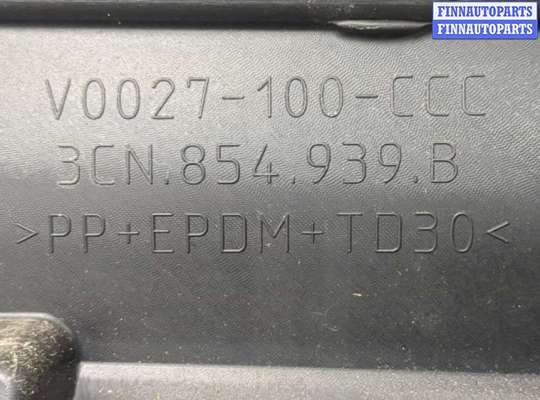 FINNAUTOPARTS
FINNAUTOPARTS
V0027-100-CCC
3CN.854.939.B
>PP+EPDM+TD30<